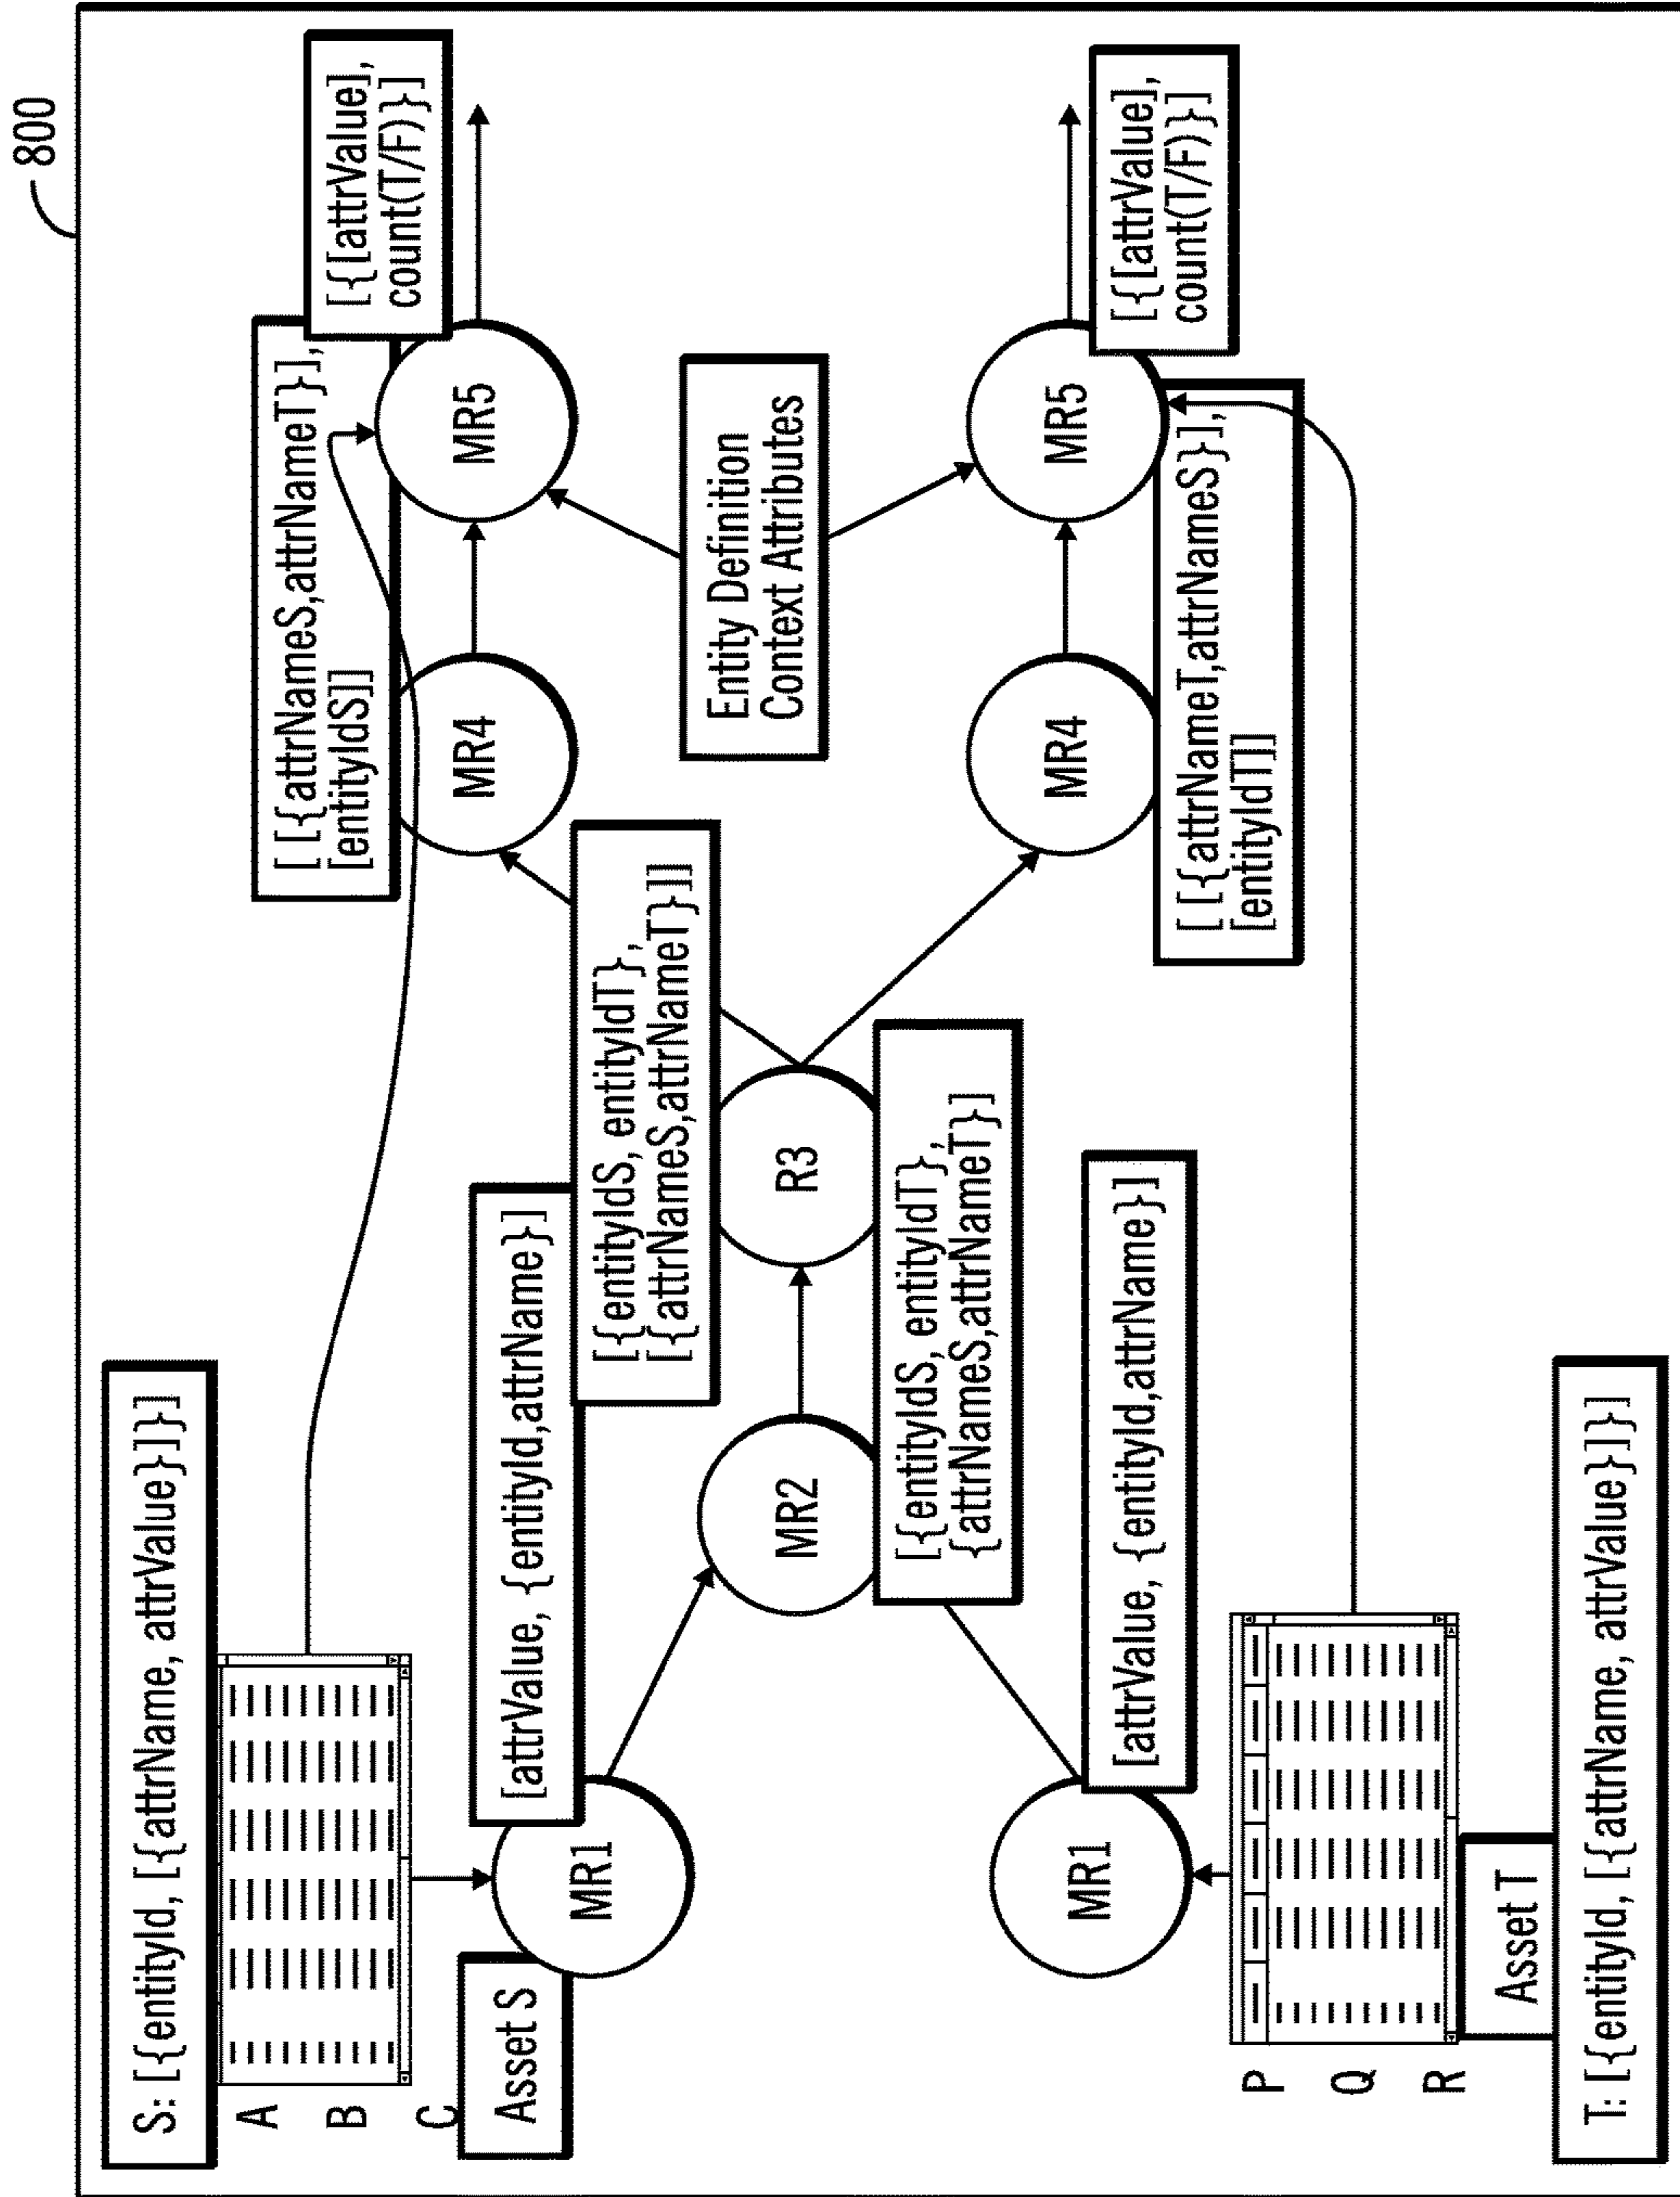 800
S: [{entityId, [{attrName, attrValue}]}]
A
B
C
Asset S
[ [{attrNameS,attrNameT}],
[entityIdS]]
[{[attrValue],
count(T/F)}]
MR4
MR5
[attrValue, {entityId,attrName}]
MR1
[{entityIdS, entityIdT},
[{attrNameS,attrNameT}]]
Entity Definition
Context Attributes
MR2
R3
[{entityIdS, entityIdT},
{attrNameS,attrNameT}]
MR1
MR4
MR5
[attrValue, {entityId,attrName}]
[{[attrValue],
count(T/F)}]
[ [{attrNameT,attrNameS}],
[entityIdT]]
P
Q
R
Asset T
T: [{entityId, [{attrName, attrValue}]}]